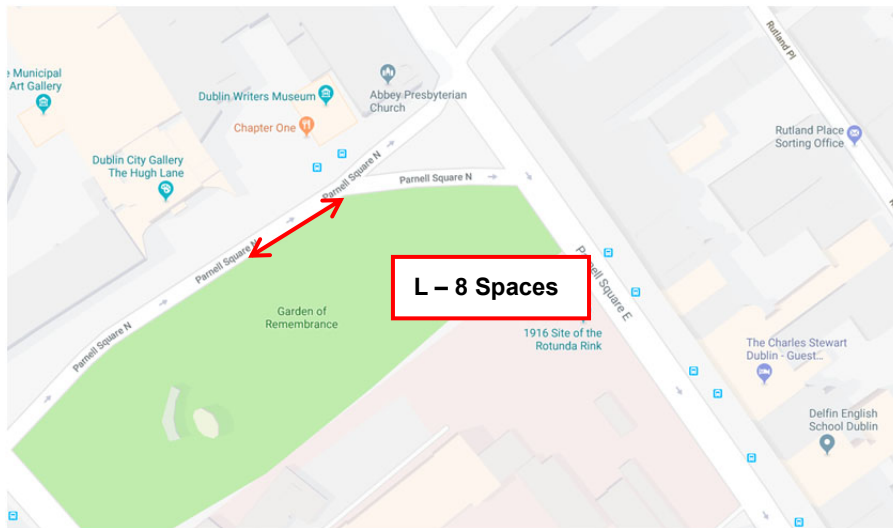 Municipal
Art Gallery
Dublin Writers Museum
Chapter One
Abbey Presbyterian
Church
Rutland Pl
Rutland Place
Sorting Office
Dublin City Gallery
The Hugh Lane
Parnell Square N
Parnell Square N
Parnell Square N
Parnell Square N
Parnell Square N
Garden of
Remembrance
L – 8 Spaces
Parnell Square E
1916 Site of the
Rotunda Rink
The Charles Stewart
Dublin - Guest...
Delfin English
School Dublin